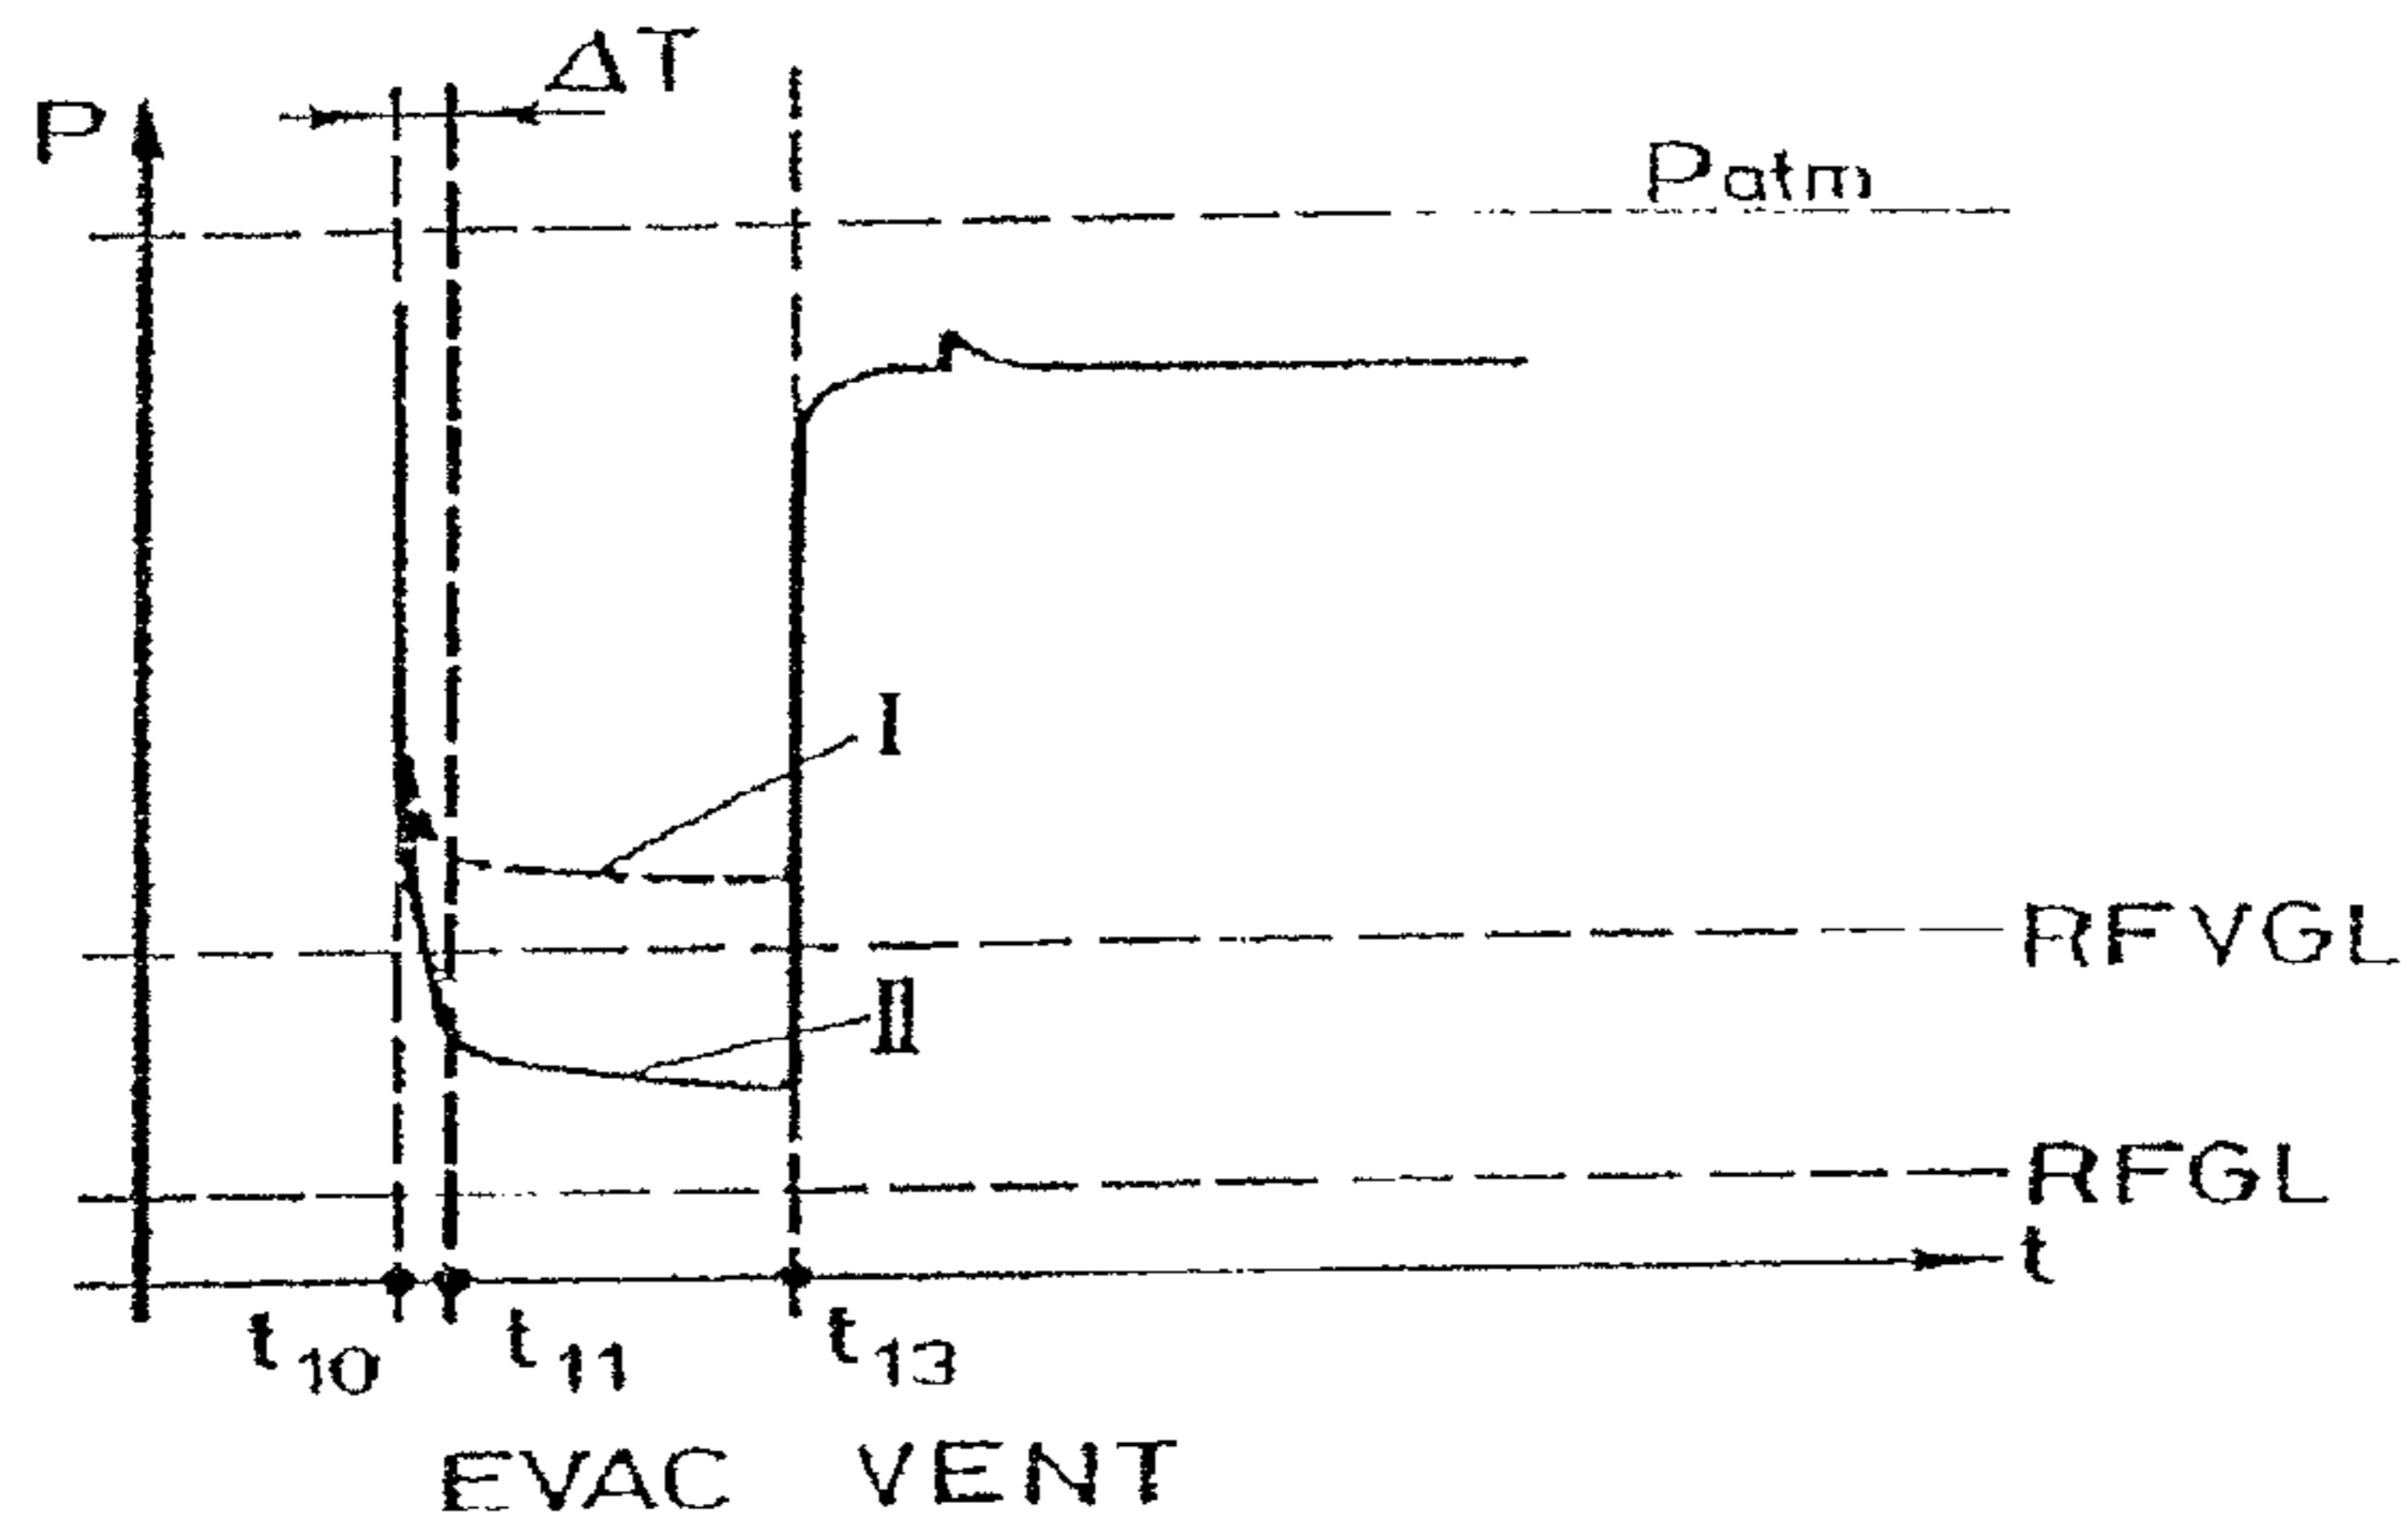 ΔT
P
Patm
I
RFVGL
II
RFGL
t
t10 t11 t13
EVAC VENT